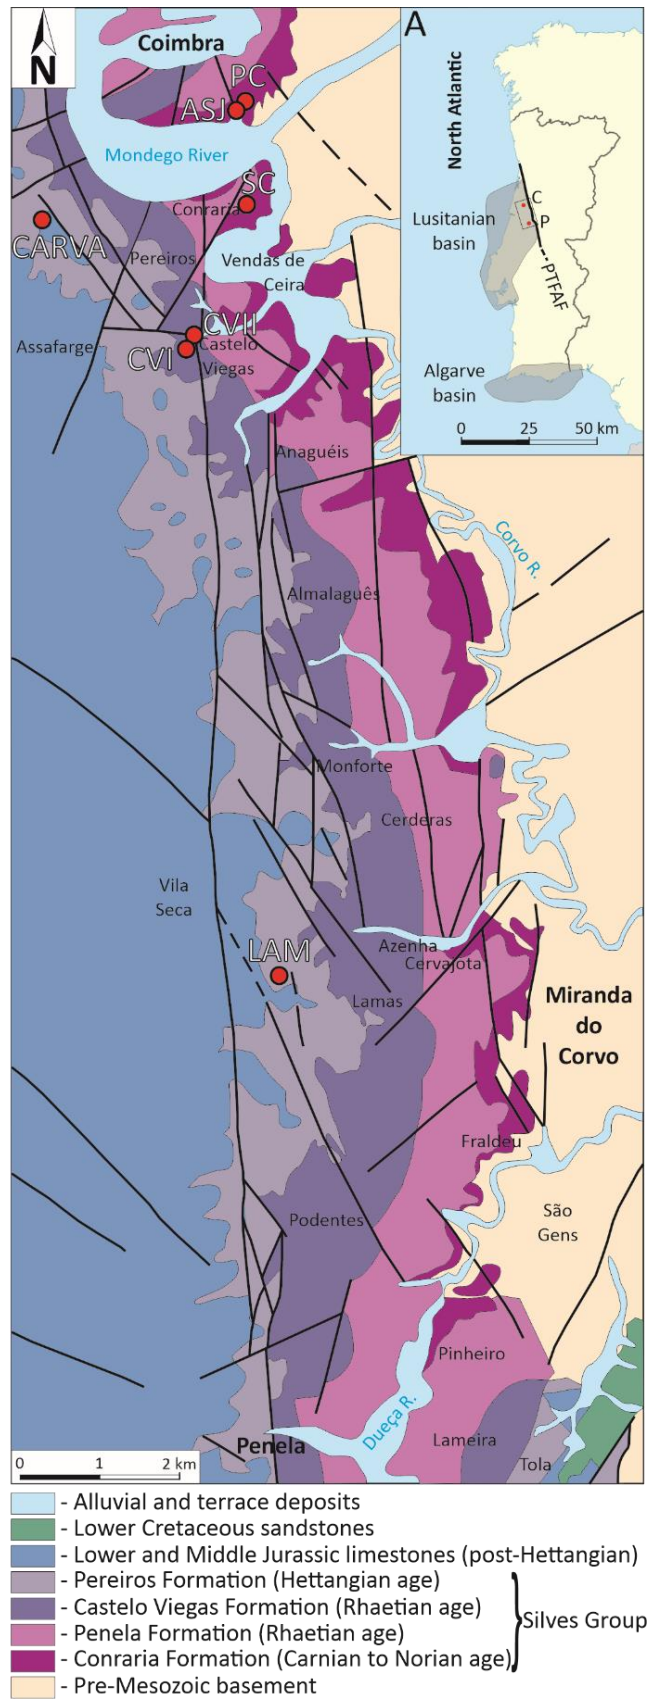 N
Coimbra
PC
ASJ
Mondego River
SC
Conraria
CARVA
Pereiros
Vendas de
Ceira
CVII
Assafarge
CVI
Castelo
Viegas
A
North Atlantic
C
P
Lusitanian
basin
PTFAF
Algarve
basin
0 25 50 km
Anaguéis
Corvo R.
Almalaguês
Monforte
Cerderas
Vila
Seca
Azenha
Cervajota
LAM
Lamas
Miranda
do
Corvo
Fraldeu
São
Gens
Podentes
Pinheiro
Dueça R.
Penela
Lameira
Tola
0 1 2 km
- Alluvial and terrace deposits
- Lower Cretaceous sandstones
- Lower and Middle Jurassic limestones (post-Hettangian)
- Pereiros Formation (Hettangian age)
- Castelo Viegas Formation (Rhaetian age)
- Penela Formation (Rhaetian age)
- Conraria Formation (Carnian to Norian age)
Silves Group
- Pre-Mesozoic basement